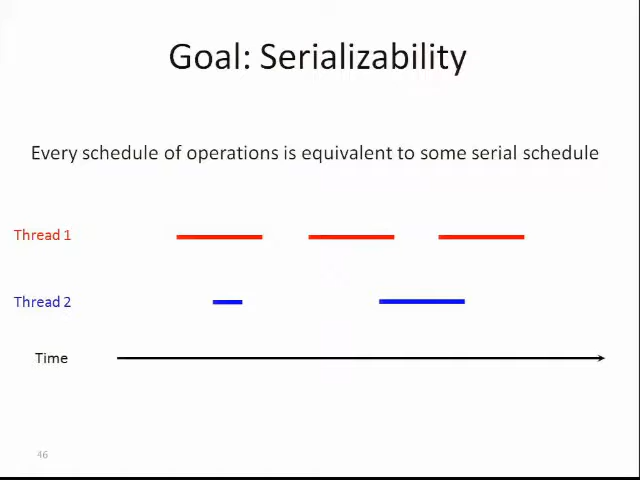 Goal: Serializability
Every schedule of operations is equivalent to some serial schedule
Thread 1
Thread 2
Time
46